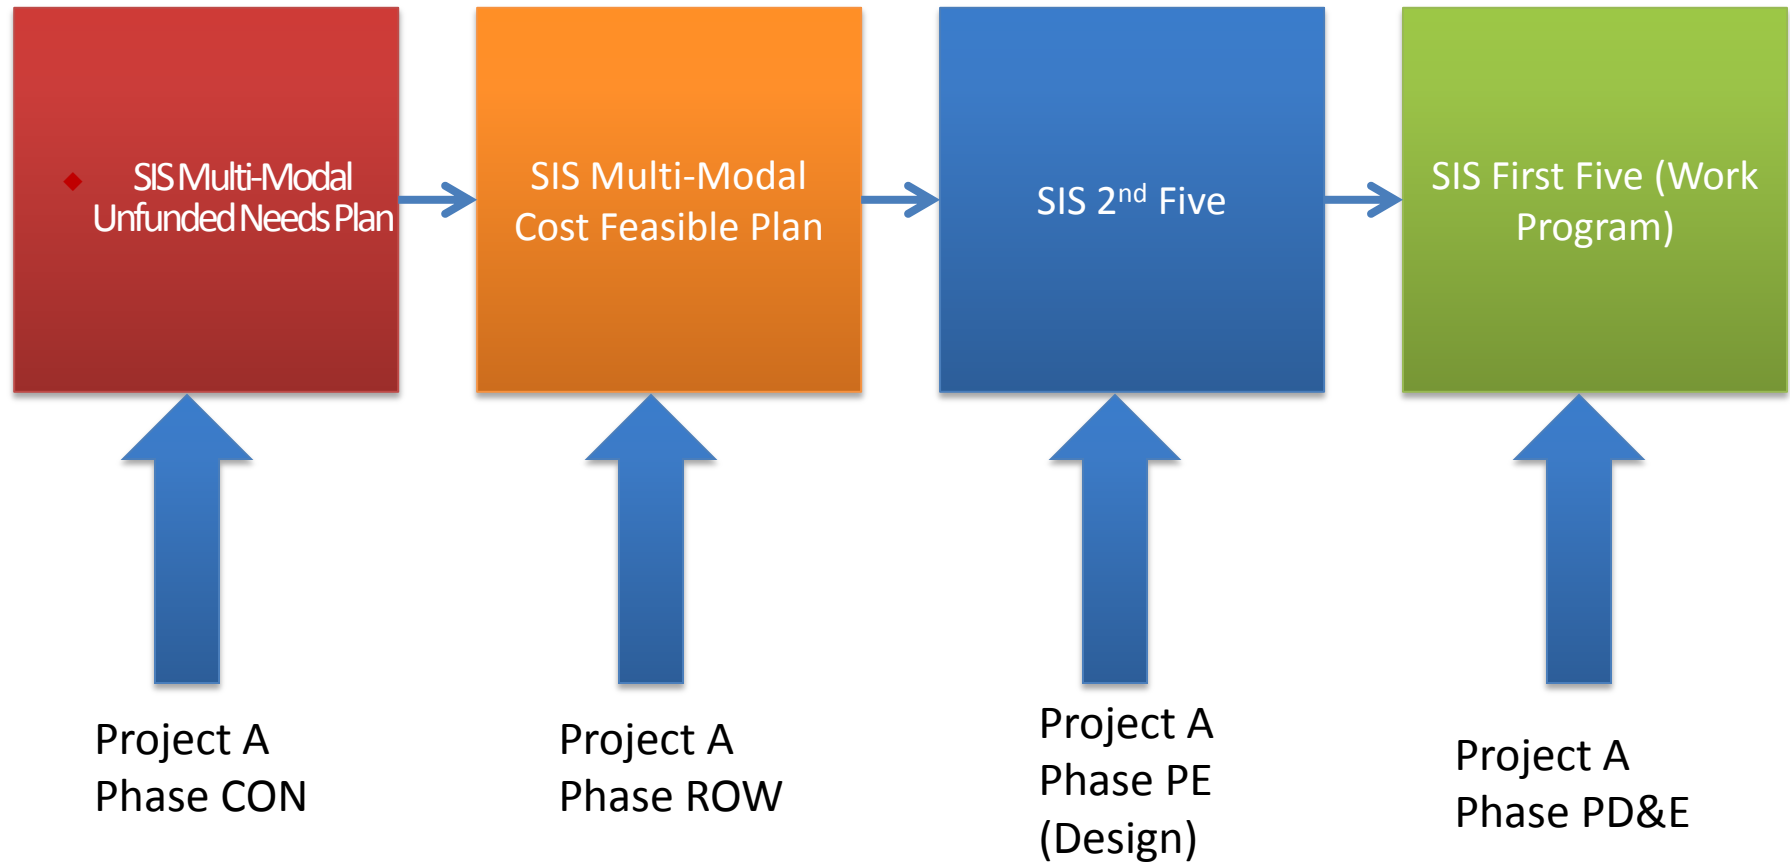 SIS Multi-Modal
Unfunded Needs Plan
SIS Multi-Modal
Cost Feasible Plan
SIS 2nd Five
SIS First Five (Work
Program)
Project A
Phase CON
Project A
Phase ROW
Project A
Phase PE
(Design)
Project A
Phase PD&E